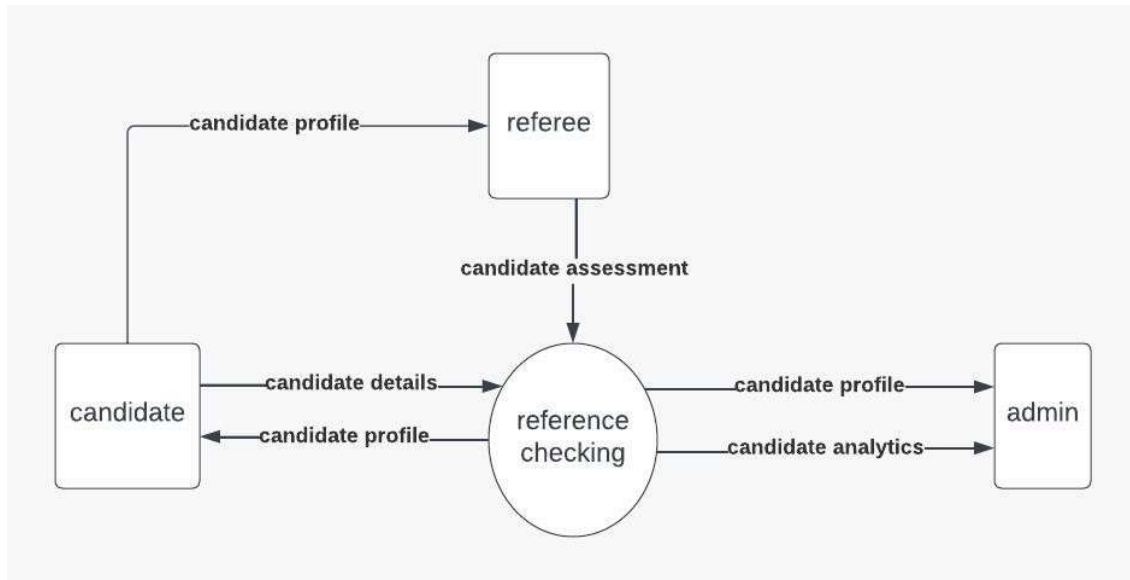 referee
candidate profile
candidate assessment
candidate details
candidate profile
candidate
reference
checking
candidate profile
candidate analytics
admin